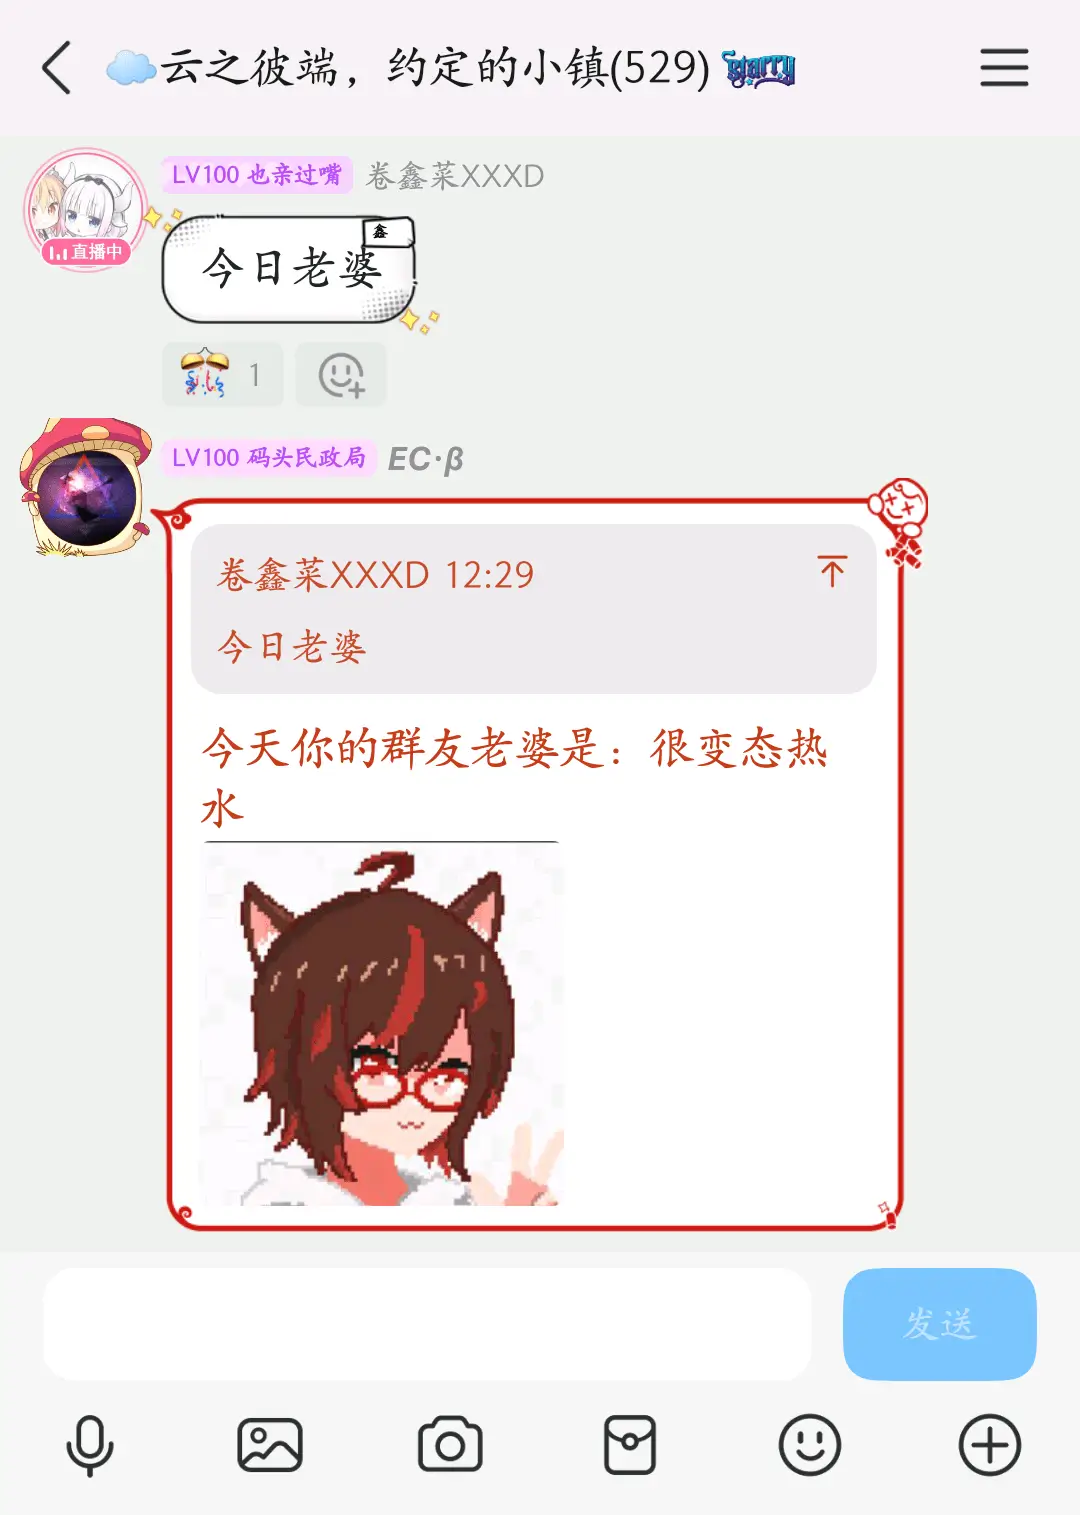 云之彼端，约定的小镇(529) Starry
LV100 也亲过嘴 卷鑫菜XXXD
直播中
鑫
今日老婆
1
LV100 码头民政局 EC·β
卷鑫菜XXXD 12:29
今日老婆
今天你的群友老婆是：很变态热
水
发送